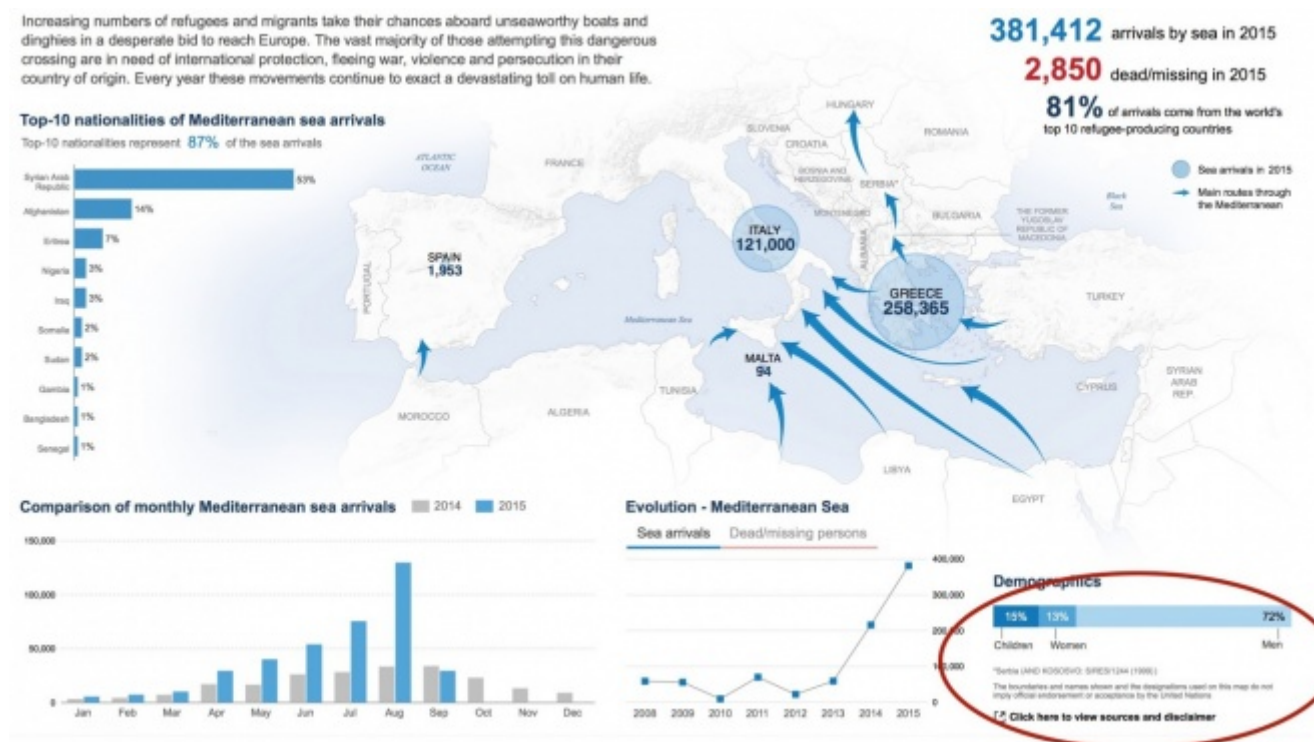 Increasing numbers of refugees and migrants take their chances aboard unseaworthy boats and
dinghies in a desperate bid to reach Europe. The vast majority of those attempting this dangerous
crossing are in need of international protection, fleeing war, violence and persecution in their
country of origin. Every year these movements continue to exact a devastating toll on human life.
381,412 arrivals by sea in 2015
2,850 dead/missing in 2015
81% of arrivals come from the world's
top 10 refugee-producing countries
Sea arrivals in 2015
Main routes through
the Mediterranean
Top-10 nationalities of Mediterranean sea arrivals
Top-10 nationalities represent 87% of the sea arrivals
Syrian Arab
Republic
53%
Afghanistan 14%
Eritrea 7%
Nigeria 3%
Iraq 3%
Somalia 2%
Sudan 2%
Gambia 1%
Bangladesh 1%
Senegal 1%
ATLANTIC
OCEAN
FRANCE
SLOVENIA
CROATIA
BOSNIA AND
HERZEGOVINA
HUNGARY
ROMANIA
SERBIA*
MONTENEGRO
BULGARIA
ALBANIA
THE FORMER
YUGOSLAV
REPUBLIC OF
MACEDONIA
Black
Sea
ITALY
121,000
PORTUGAL
SPAIN
1,953
GREECE
258,365
TURKEY
Mediterranean Sea
MALTA
94
TUNISIA
CYPRUS
SYRIAN
ARAB
REP.
MOROCCO
ALGERIA
LIBYA
EGYPT
Comparison of monthly Mediterranean sea arrivals 2014 2015
150,000
100,000
50,000
0
Jan Feb Mar Apr May Jun Jul Aug Sep Oct Nov Dec
Evolution - Mediterranean Sea
Sea arrivals Dead/missing persons
400,000
300,000
200,000
100,000
0
2008 2009 2010 2011 2012 2013 2014 2015
Demographics
15% 13% 72%
Children Women Men
*Serbia (AND KOSOSVO: S/RES/1244 (1999))
The boundaries and names shown and the designations used on this map do not
imply official endorsement or acceptance by the United Nations
Click here to view sources and disclaimer